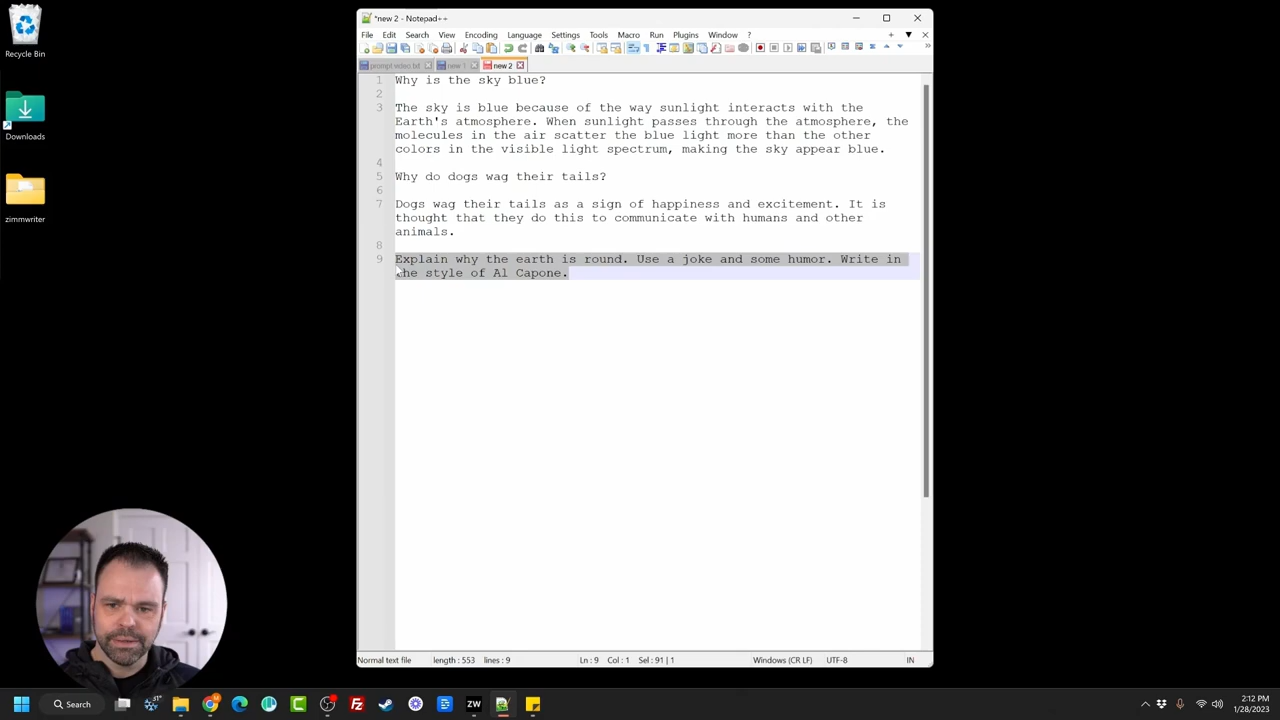 Recycle Bin
Downloads
zimmwriter
*new 2 - Notepad++
File Edit Search View Encoding Language Settings Tools Macro Run Plugins Window ?
prompt video.txt new 1 new 2
1 Why is the sky blue?
2
3 The sky is blue because of the way sunlight interacts with the
Earth's atmosphere. When sunlight passes through the atmosphere, the
molecules in the air scatter the blue light more than the other
colors in the visible light spectrum, making the sky appear blue.
4
5 Why do dogs wag their tails?
6
7 Dogs wag their tails as a sign of happiness and excitement. It is
thought that they do this to communicate with humans and other
animals.
8
9 Explain why the earth is round. Use a joke and some humor. Write in
the style of Al Capone.
Normal text file length : 553 lines : 9 Ln : 9 Col : 1 Sel : 91 | 1 Windows (CR LF) UTF-8 IN
Search 31° ZW
2:12 PM
1/28/2023